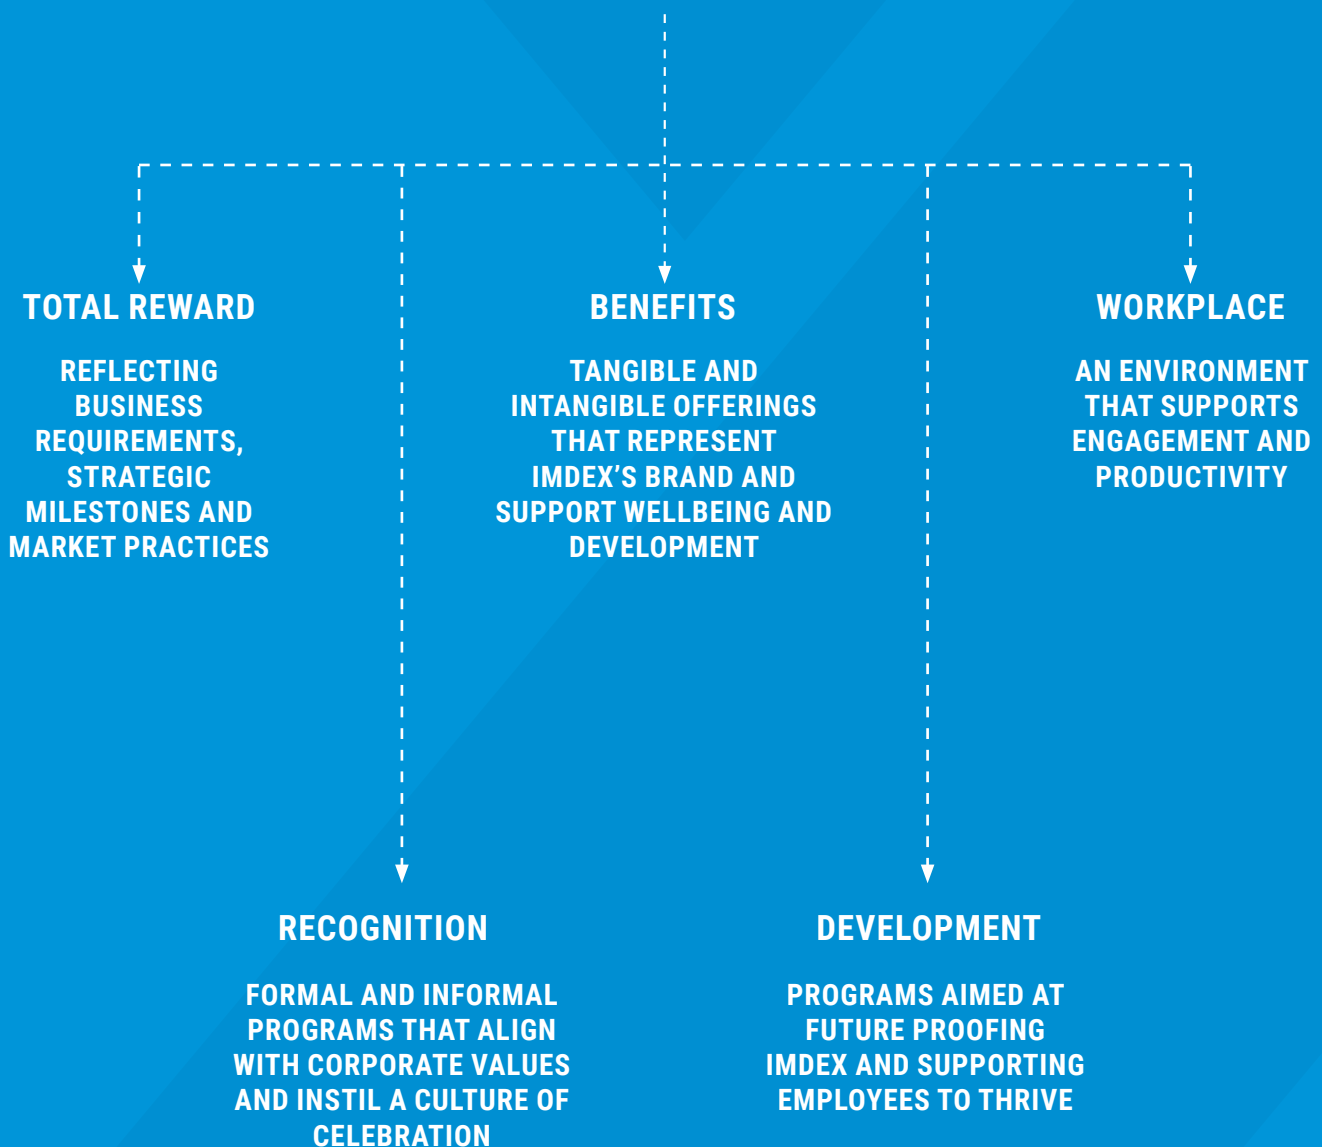 TOTAL REWARD
REFLECTING
BUSINESS
REQUIREMENTS,
STRATEGIC
MILESTONES AND
MARKET PRACTICES
BENEFITS
TANGIBLE AND
INTANGIBLE OFFERINGS
THAT REPRESENT
IMDEX'S BRAND AND
SUPPORT WELLBEING AND
DEVELOPMENT
WORKPLACE
AN ENVIRONMENT
THAT SUPPORTS
ENGAGEMENT AND
PRODUCTIVITY
RECOGNITION
FORMAL AND INFORMAL
PROGRAMS THAT ALIGN
WITH CORPORATE VALUES
AND INSTIL A CULTURE OF
CELEBRATION
DEVELOPMENT
PROGRAMS AIMED AT
FUTURE PROOFING
IMDEX AND SUPPORTING
EMPLOYEES TO THRIVE